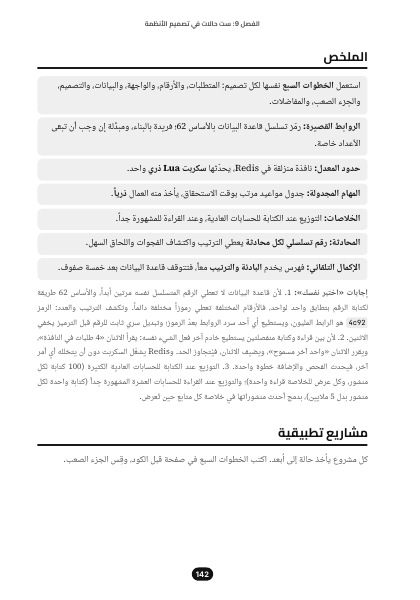 الفصل 9: ست حالات في تصميم الأنظمة
الملخص
استعمل الخطوات السبع نفسها لكل تصميم: المتطلبات، والأرقام، والواجهة، والبيانات، والتصميم،
والجزء الصعب، والمفاضلات.
الروابط القصيرة: رمّز تسلسل قاعدة البيانات بالأساس 62؛ فريدة بالبناء، ومبدَّلة إن وجب أن تبقى
الأعداد خاصة.
حدود المعدل: نافذة منزلقة في Redis، يحدّثها سكربت Lua ذري واحد.
المهام المجدولة: جدول مواعيد مرتب بوقت الاستحقاق، يأخذ منه العمال ذرياً.
الخلاصات: التوزيع عند الكتابة للحسابات العادية، وعند القراءة للمشهورة جداً.
المحادثة: رقم تسلسلي لكل محادثة يعطي الترتيب واكتشاف الفجوات واللحاق السهل.
الإكمال التلقائي: فهرس يخدم البادئة والترتيب معاً، فتتوقف قاعدة البيانات بعد خمسة صفوف.
إجابات «اختبر نفسك»: 1. لأن قاعدة البيانات لا تعطي الرقم المتسلسل نفسه مرتين أبداً، والأساس 62 طريقة
لكتابة الرقم بتطابق واحد لواحد، فالأرقام المختلفة تعطي رموزاً مختلفة دائماً. وتكشف الترتيب والعدد: الرمز
4c92 هو الرابط المليون، ويستطيع أي أحد سرد الروابط بعدّ الرموز؛ وتبديل سري ثابت للرقم قبل الترميز يخفي
الاثنين. 2. لأن بين قراءة وكتابة منفصلتين يستطيع خادم آخر فعل الشيء نفسه: يقرأ الاثنان «4 طلبات في النافذة»،
ويقرر الاثنان «واحد آخر مسموح»، ويضيف الاثنان، فيُتجاوز الحد. وRedis يشغّل السكربت دون أن يتخلله أي أمر
آخر، فيتحد الفحص والإضافة خطوة واحدة. 3. التوزيع عند الكتابة للحسابات العادية الكثيرة (100 كتابة لكل
منشور، وكل عرض للخلاصة قراءة واحدة)؛ والتوزيع عند القراءة للحسابات العشرة المشهورة جداً (كتابة واحدة لكل
منشور بدل 5 ملايين)، بدمج أحدث منشوراتها في خلاصة كل متابع حين تُعرض.
مشاريع تطبيقية
كل مشروع يأخذ حالة إلى أبعد. اكتب الخطوات السبع في صفحة قبل الكود، وقِس الجزء الصعب.
142